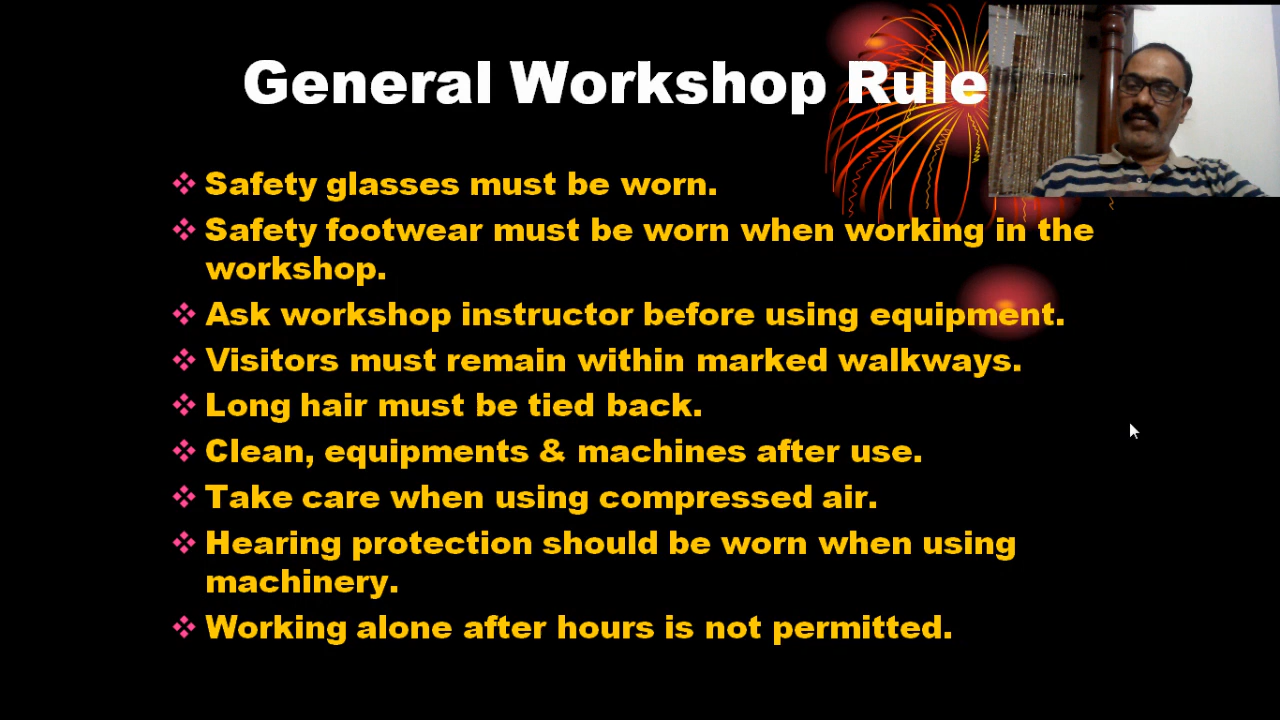 General Workshop Rule
Safety glasses must be worn.
Safety footwear must be worn when working in the
workshop.
Ask workshop instructor before using equipment.
Visitors must remain within marked walkways.
Long hair must be tied back.
Clean, equipments & machines after use.
Take care when using compressed air.
Hearing protection should be worn when using
machinery.
Working alone after hours is not permitted.